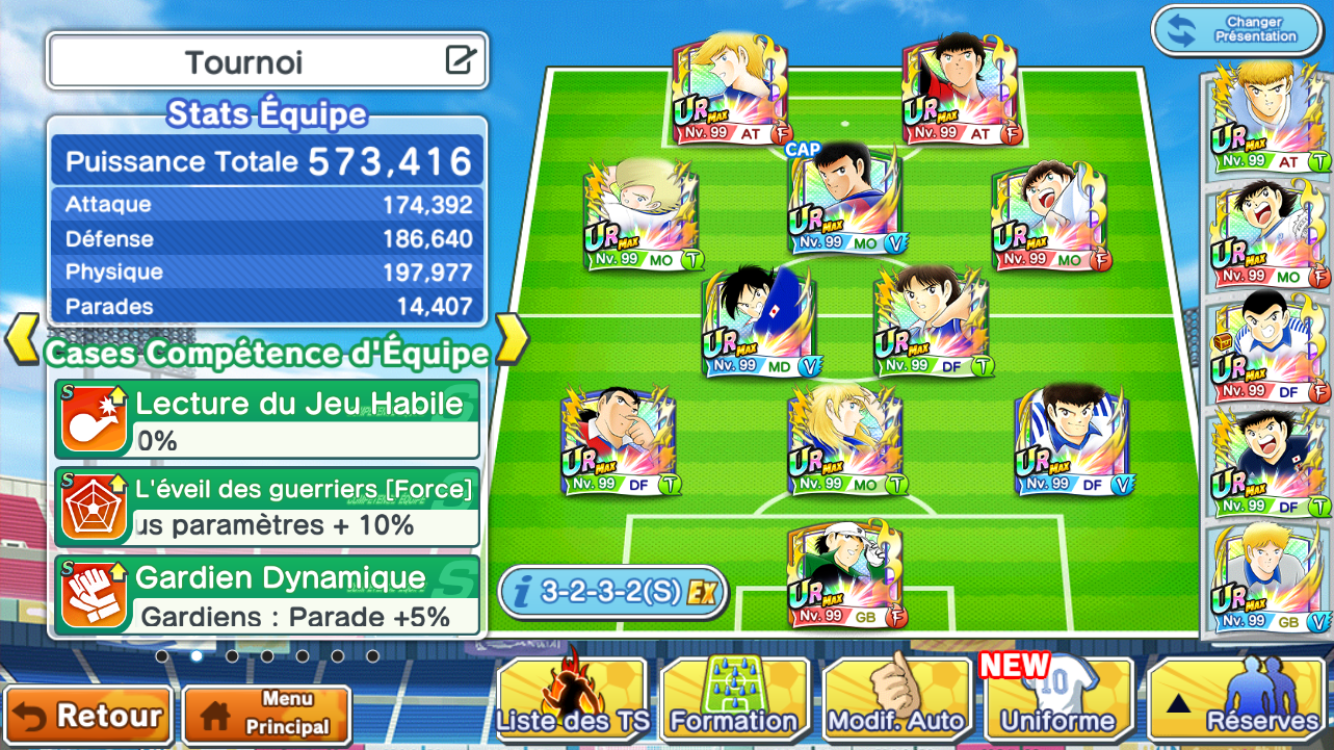 Tournoi
Changer
Présentation
Stats Équipe
Puissance Totale 573,416
Attaque 174,392
Défense 186,640
Physique 197,977
Parades 14,407
Cases Compétence d'Équipe
S
Lecture du Jeu Habile
0%
S
L'éveil des guerriers [Force]
us paramètres + 10%
S
Gardien Dynamique
Gardiens : Parade +5%
UR MAX
Nv. 99 AT F
UR MAX
Nv. 99 AT F
UR MAX
Nv. 99 MO T
CAP
UR MAX
Nv. 99 MO V
UR MAX
Nv. 99 MO F
UR MAX
Nv. 99 MD V
UR MAX
Nv. 99 DF T
UR MAX
Nv. 99 DF T
UR MAX
Nv. 99 MO T
UR MAX
Nv. 99 DF V
UR MAX
Nv. 99 GB F
i 3-2-3-2(S) EX
UR MAX
Nv. 99 AT T
UR MAX
Nv. 99 MO F
UR MAX
Nv. 99 DF F
UR MAX
Nv. 99 DF T
UR MAX
Nv. 99 GB V
Retour
Menu
Principal
Liste des TS
Formation
Modif. Auto
NEW
10
Uniforme
Réserves